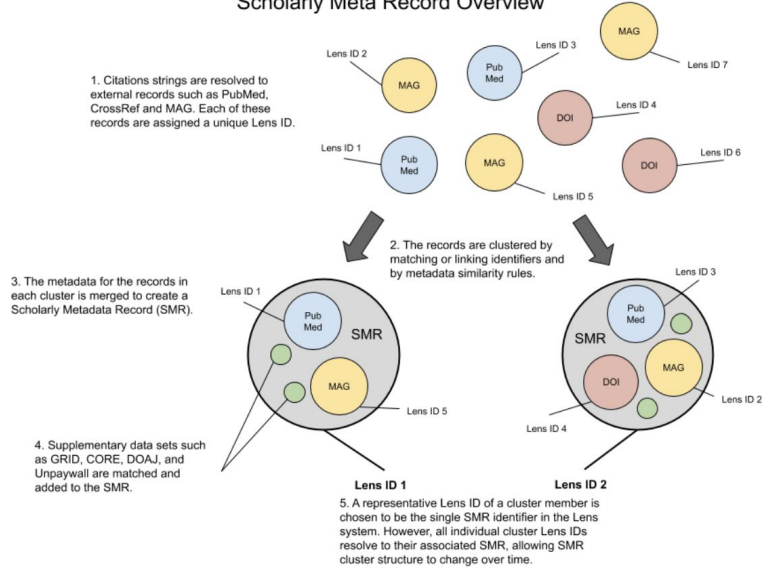 Scholarly Meta Record Overview
1. Citations strings are resolved to
external records such as PubMed,
CrossRef and MAG. Each of these
records are assigned a unique Lens ID.
Lens ID 2
MAG
Pub
Med
Lens ID 3
MAG
Lens ID 7
DOI
Lens ID 4
Lens ID 1
Pub
Med
MAG
Lens ID 5
DOI
Lens ID 6
2. The records are clustered by
matching or linking identifiers and
by metadata similarity rules.
3. The metadata for the records in
each cluster is merged to create a
Scholarly Metadata Record (SMR).
Lens ID 1
Pub
Med
SMR
MAG
Lens ID 5
Lens ID 3
Pub
Med
SMR
DOI
MAG
Lens ID 2
Lens ID 4
4. Supplementary data sets such
as GRID, CORE, DOAJ, and
Unpaywall are matched and
added to the SMR.
Lens ID 1
Lens ID 2
5. A representative Lens ID of a cluster member is
chosen to be the single SMR identifier in the Lens
system. However, all individual cluster Lens IDs
resolve to their associated SMR, allowing SMR
cluster structure to change over time.